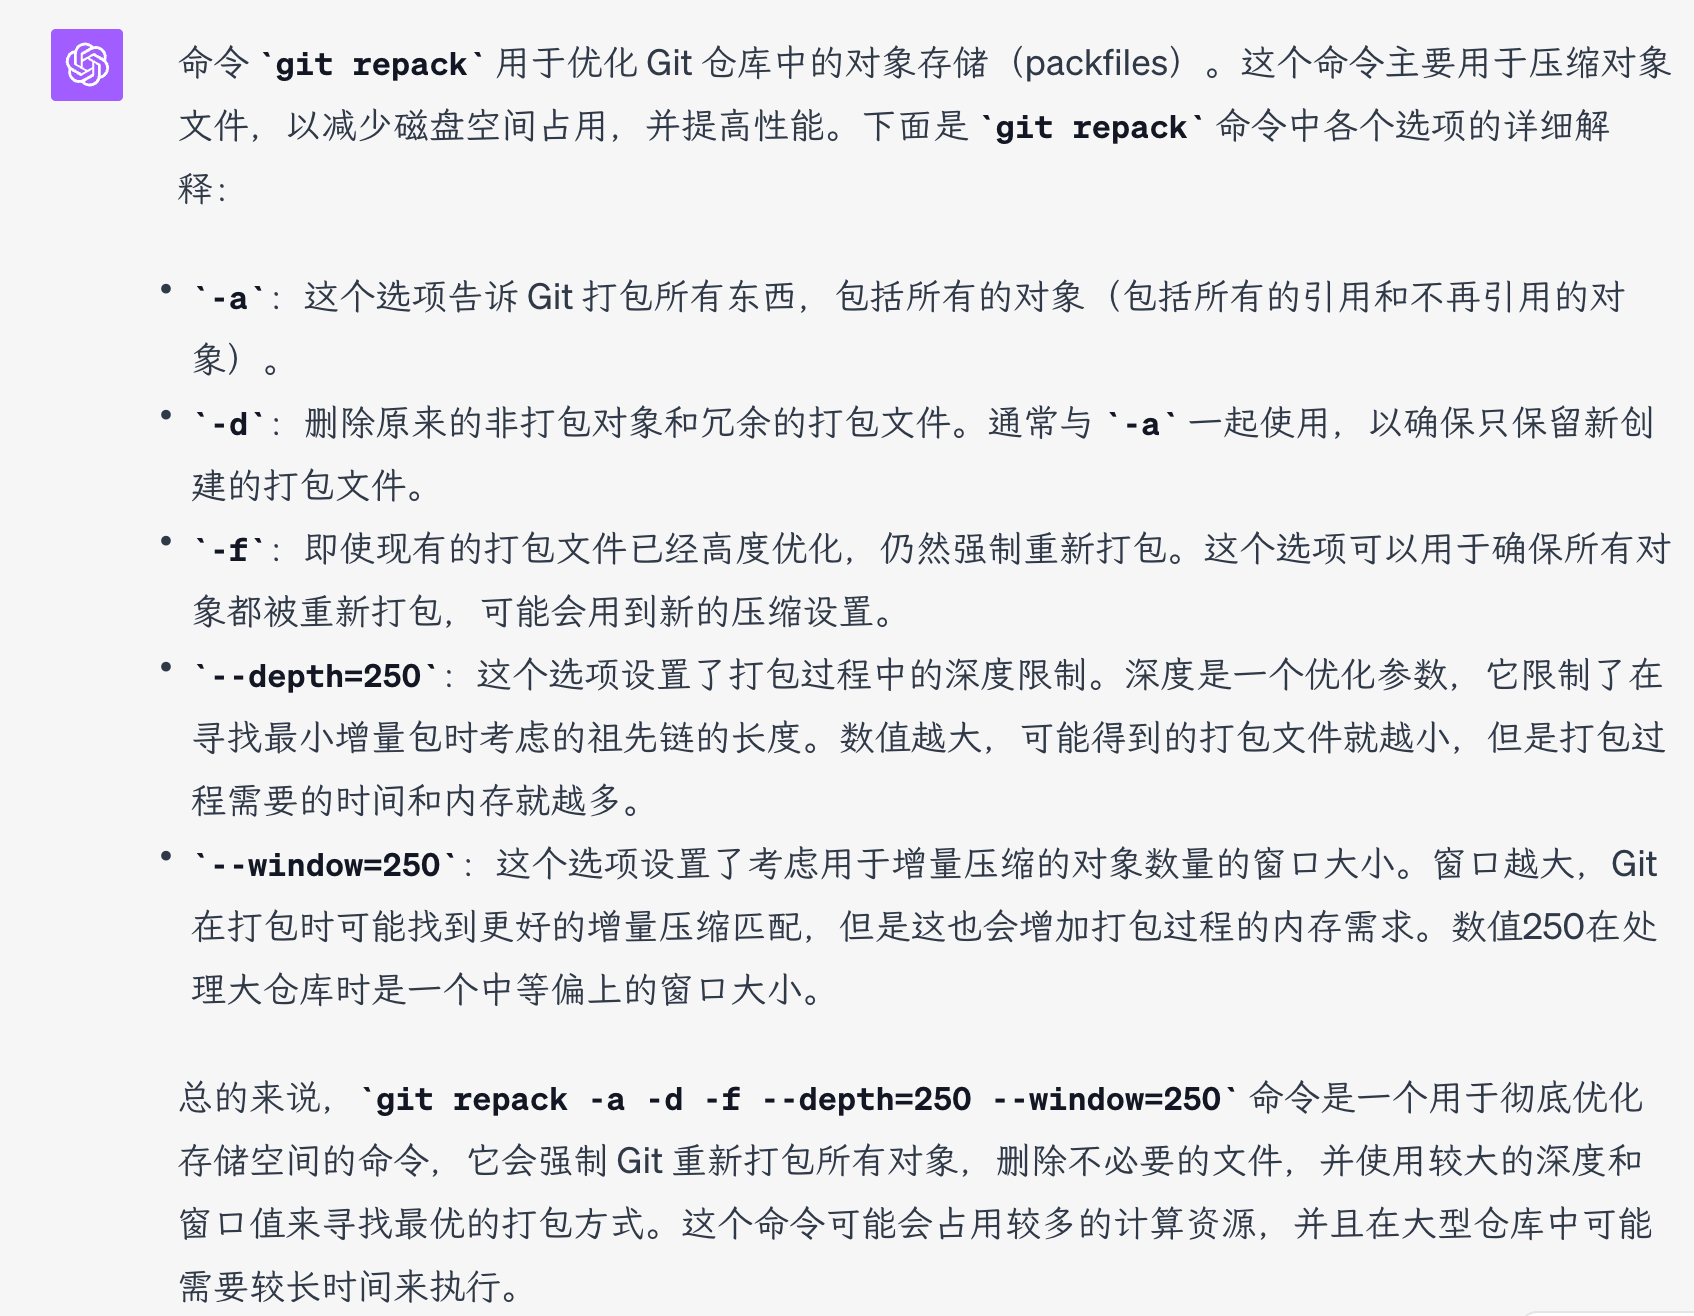 命令 `git repack` 用于优化 Git 仓库中的对象存储（packfiles）。这个命令主要用于压缩对象
文件，以减少磁盘空间占用，并提高性能。下面是 `git repack` 命令中各个选项的详细解
释：
• `-a`：这个选项告诉 Git 打包所有东西，包括所有的对象（包括所有的引用和不再引用的对
象）。
• `-d`：删除原来的非打包对象和冗余的打包文件。通常与 `-a` 一起使用，以确保只保留新创
建的打包文件。
• `-f`：即使现有的打包文件已经高度优化，仍然强制重新打包。这个选项可以用于确保所有对
象都被重新打包，可能会用到新的压缩设置。
• `--depth=250`：这个选项设置了打包过程中的深度限制。深度是一个优化参数，它限制了在
寻找最小增量包时考虑的祖先链的长度。数值越大，可能得到的打包文件就越小，但是打包过
程需要的时间和内存就越多。
• `--window=250`：这个选项设置了考虑用于增量压缩的对象数量的窗口大小。窗口越大，Git
在打包时可能找到更好的增量压缩匹配，但是这也会增加打包过程的内存需求。数值250在处
理大仓库时是一个中等偏上的窗口大小。
总的来说，`git repack -a -d -f --depth=250 --window=250` 命令是一个用于彻底优化
存储空间的命令，它会强制 Git 重新打包所有对象，删除不必要的文件，并使用较大的深度和
窗口值来寻找最优的打包方式。这个命令可能会占用较多的计算资源，并且在大型仓库中可能
需要较长时间来执行。